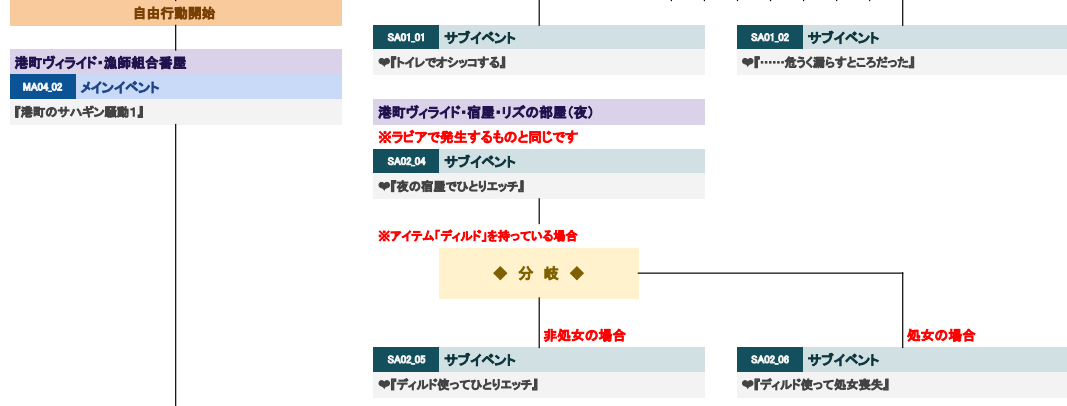 自由行動開始
港町ヴィライド・漁師組合番屋
MA04_02 メインイベント
『港町のサハギン騒動1』
SA01_01 サブイベント
❤『トイレでオシッコする』
SA01_02 サブイベント
❤『……危うく漏らすところだった』
港町ヴィライド・宿屋・リズの部屋（夜）
※ラビアで発生するものと同じです
SA02_04 サブイベント
❤『夜の宿屋でひとりエッチ』
※アイテム「ディルド」を持っている場合
◆ 分 岐 ◆
非処女の場合
SA02_05 サブイベント
❤『ディルド使ってひとりエッチ』
処女の場合
SA02_06 サブイベント
❤『ディルド使って処女喪失』